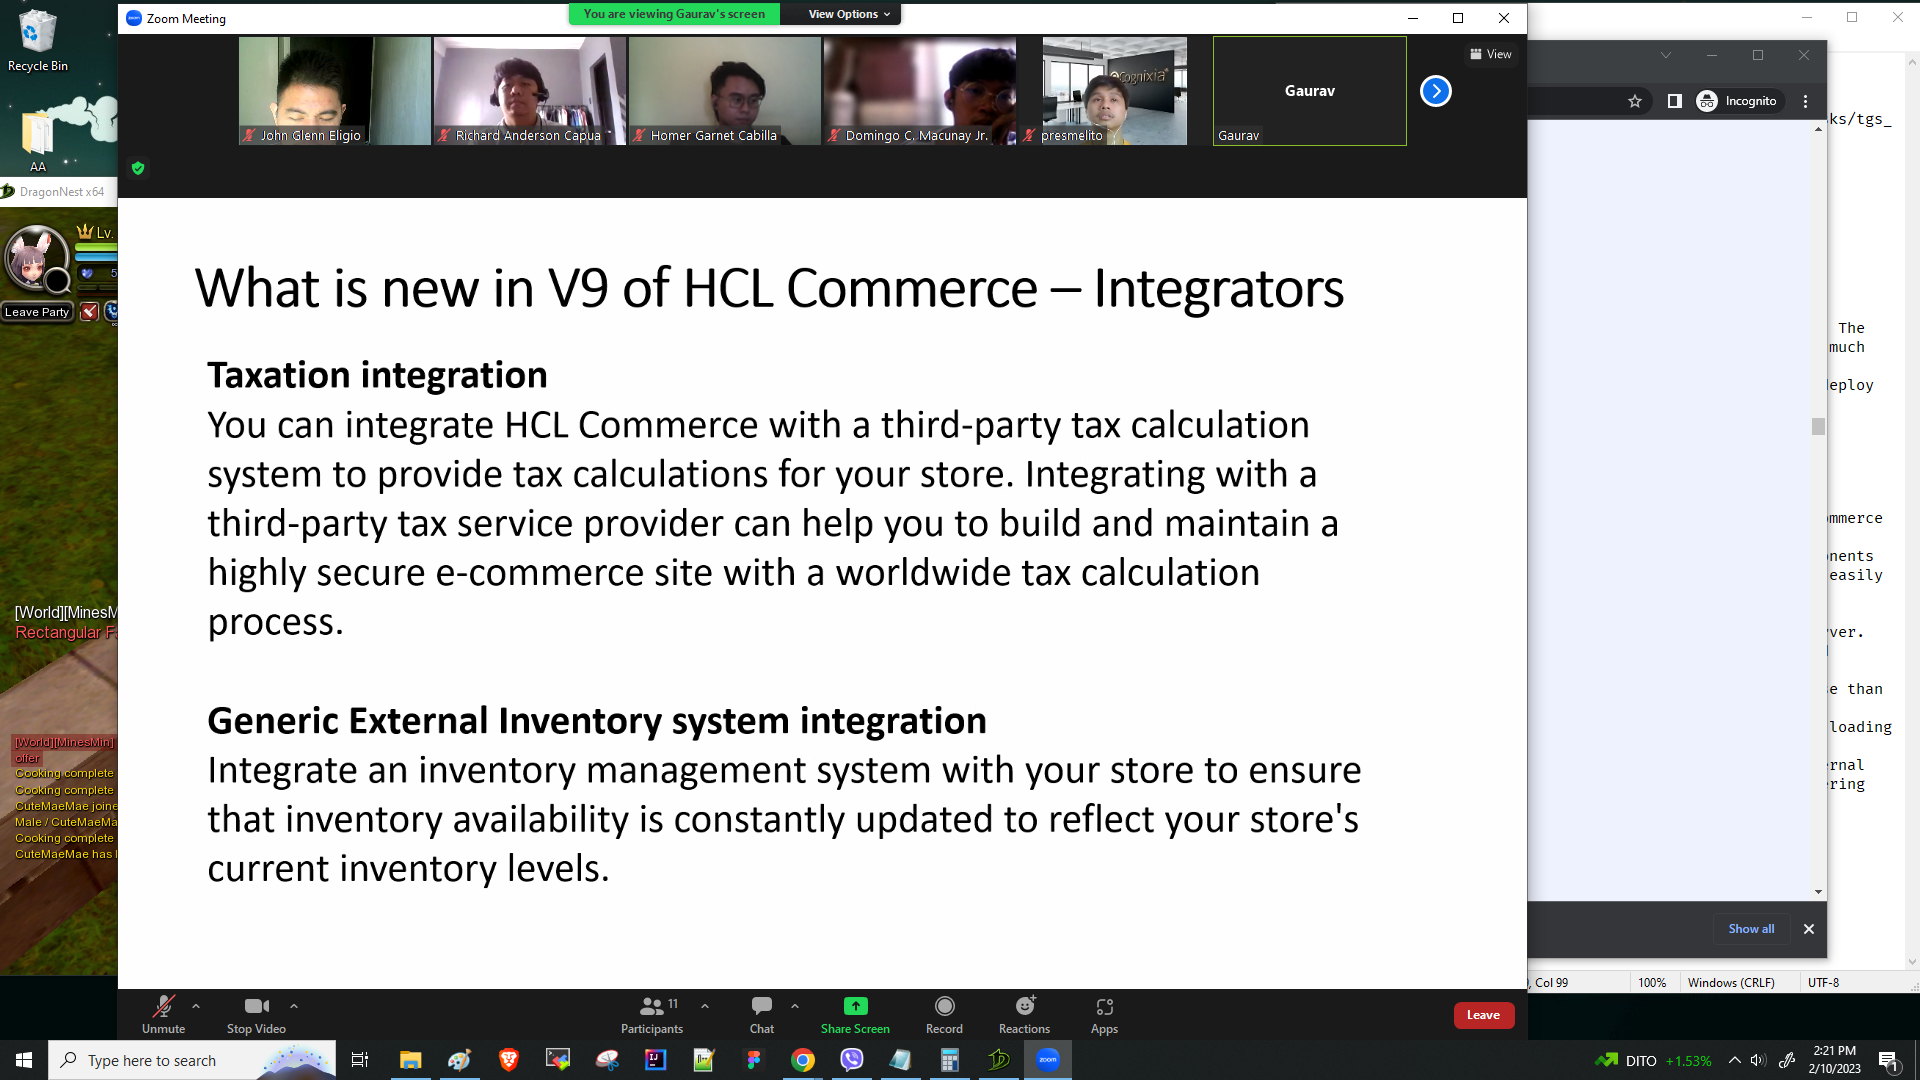 Recycle Bin
AA
DragonNest x64
Lv.
5
Leave Party
[World][MinesM
Rectangular F
[World][MinesMin]
offer
Cooking complete
Cooking complete
CuteMaeMae joine
Male / CuteMaeMa
Cooking complete
CuteMaeMae has l
Zoom Meeting
You are viewing Gaurav's screen
View Options
John Glenn Eligio
Richard Anderson Capua
Homer Garnet Cabilla
Domingo C. Macunay Jr.
Cognixia
presmelito
Gaurav
Gaurav
View
What is new in V9 of HCL Commerce – Integrators
Taxation integration
You can integrate HCL Commerce with a third-party tax calculation
system to provide tax calculations for your store. Integrating with a
third-party tax service provider can help you to build and maintain a
highly secure e-commerce site with a worldwide tax calculation
process.
Generic External Inventory system integration
Integrate an inventory management system with your store to ensure
that inventory availability is constantly updated to reflect your store's
current inventory levels.
Unmute
Stop Video
Participants
11
Chat
Share Screen
Record
Reactions
Apps
Leave
Incognito
ks/tgs_
The
much
deploy
ommerce
nents
easily
ver.
e than
loading
rnal
ring
Show all
Col 99
100%
Windows (CRLF)
UTF-8
Type here to search
zoom
DITO +1.53%
2:21 PM
2/10/2023
1